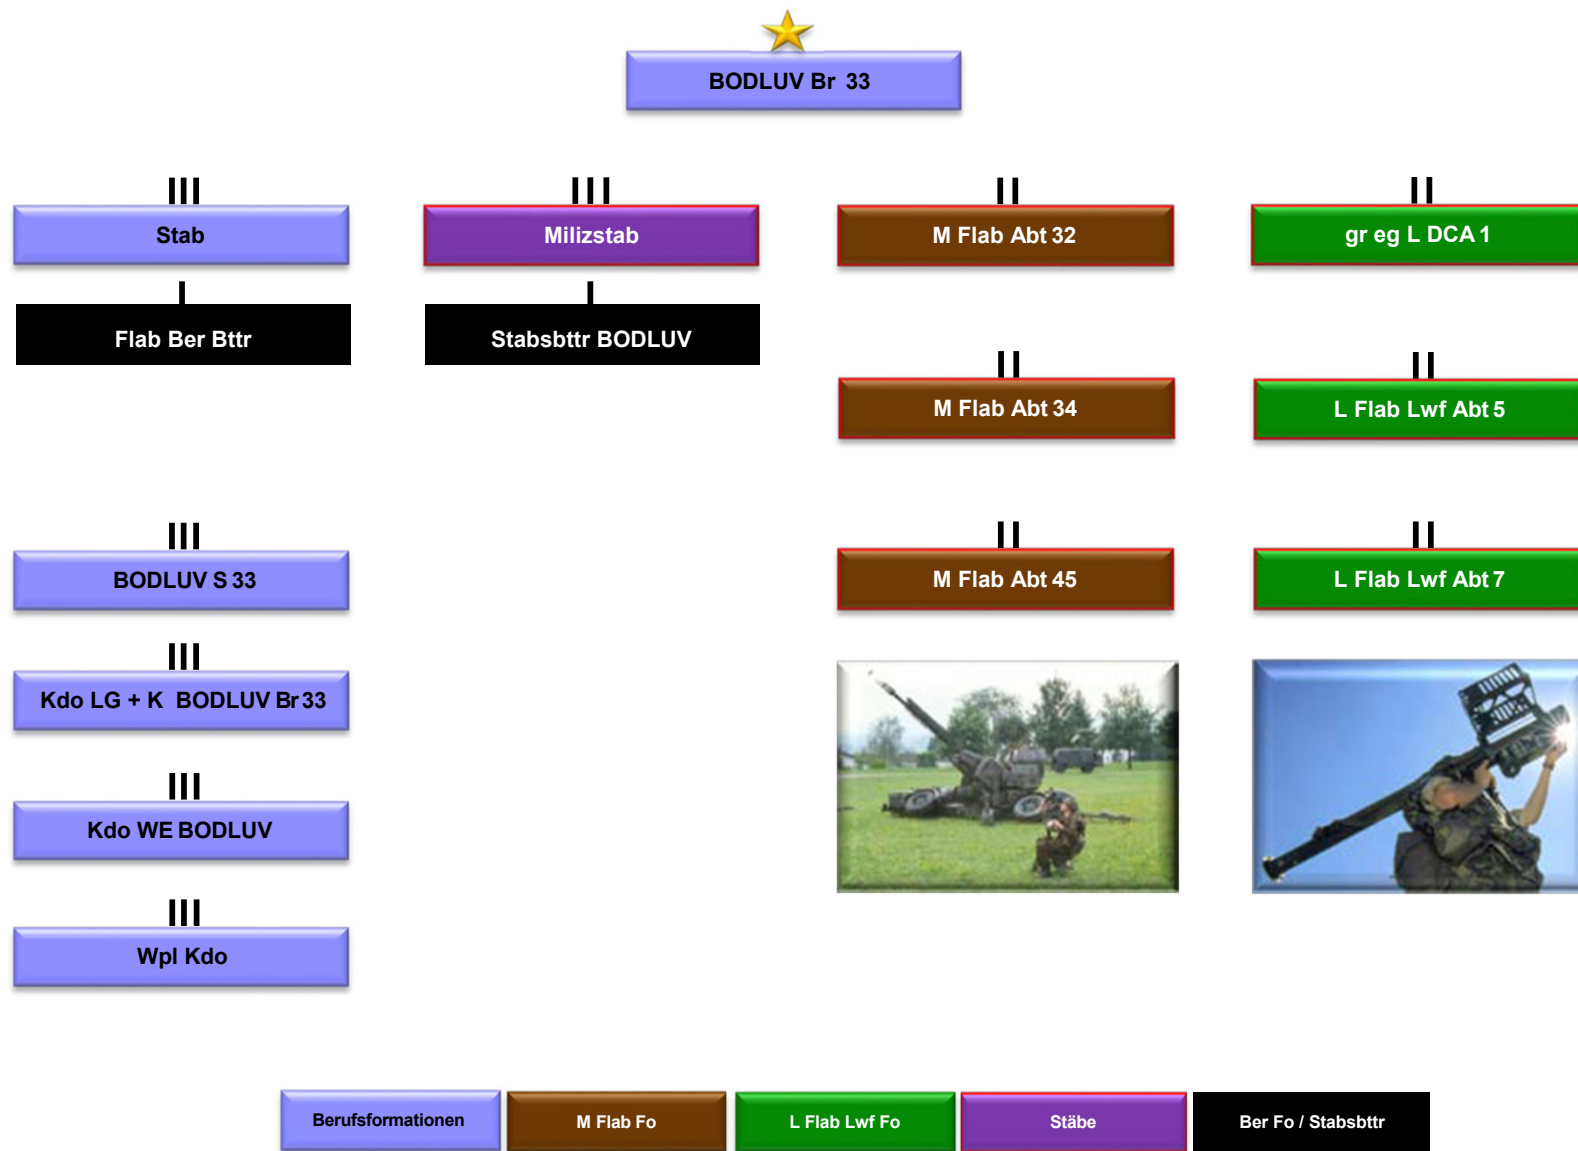 BODLUV Br 33
Stab
Milizstab
M Flab Abt 32
gr eg L DCA 1
Flab Ber Bttr
Stabsbttr BODLUV
M Flab Abt 34
L Flab Lwf Abt 5
BODLUV S 33
M Flab Abt 45
L Flab Lwf Abt 7
Kdo LG + K BODLUV Br 33
Kdo WE BODLUV
Wpl Kdo
Berufsformationen
M Flab Fo
L Flab Lwf Fo
Stäbe
Ber Fo / Stabsbttr